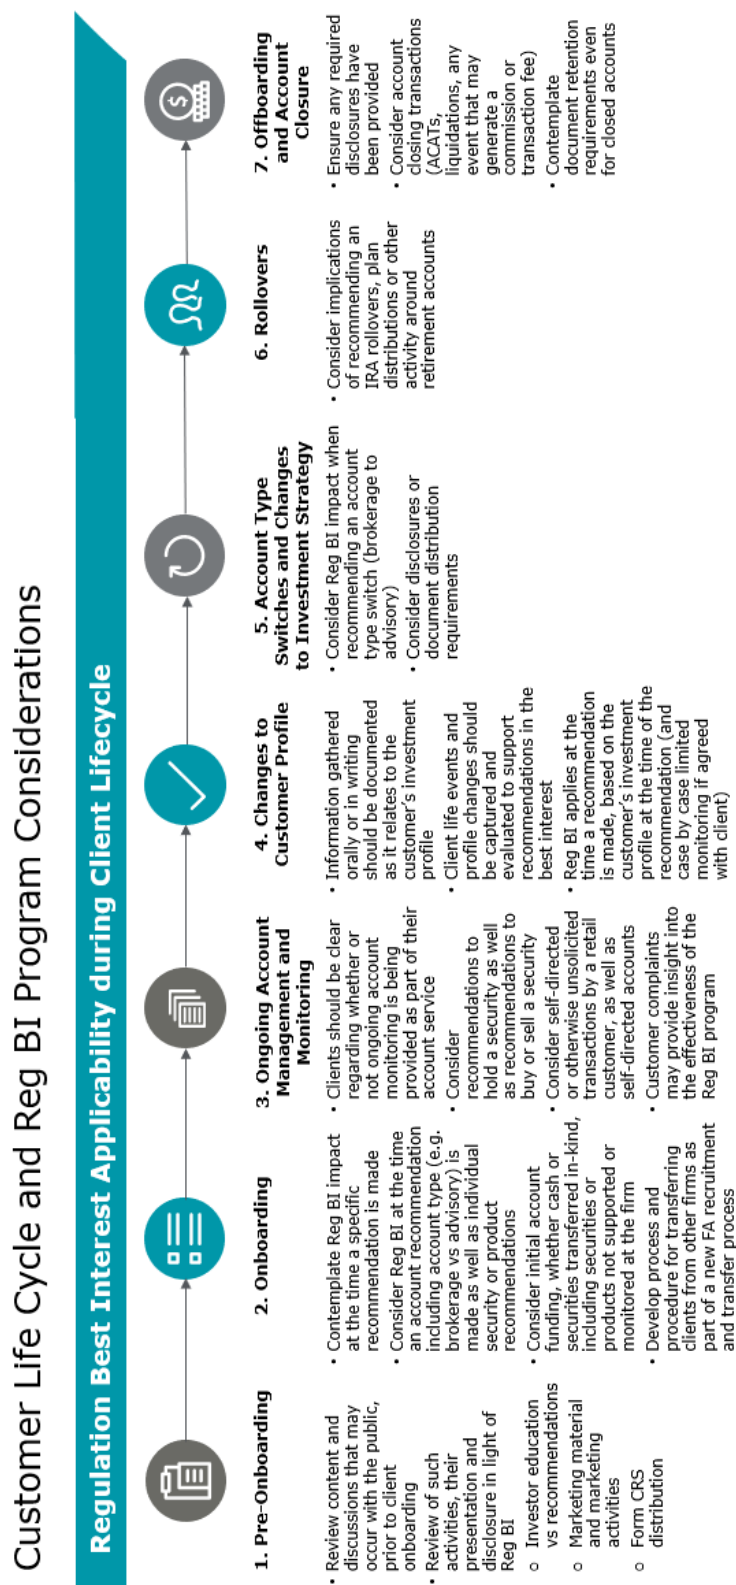 Customer Life Cycle and Reg BI Program Considerations
Regulation Best Interest Applicability during Client Lifecycle
1. Pre-Onboarding
• Review content and
discussions that may
occur with the public,
prior to client
onboarding
• Review of such
activities, their
presentation and
disclosure in light of
Reg BI
o Investor education
vs recommendations
o Marketing material
and marketing
activities
o Form CRS
distribution
2. Onboarding
• Contemplate Reg BI impact
at the time a specific
recommendation is made
• Consider Reg BI at the time
an account recommendation
including account type (e.g.
brokerage vs advisory) is
made as well as individual
security or product
recommendations
• Consider initial account
funding, whether cash or
securities transferred in-kind,
including securities or
products not supported or
monitored at the firm
• Develop process and
procedure for transferring
clients from other firms as
part of a new FA recruitment
and transfer process
3. Ongoing Account
Management and
Monitoring
• Clients should be clear
regarding whether or
not ongoing account
monitoring is being
provided as part of their
account service
• Consider
recommendations to
hold a security as well
as recommendations to
buy or sell a security
• Consider self-directed
or otherwise unsolicited
transactions by a retail
customer, as well as
self-directed accounts
• Customer complaints
may provide insight into
the effectiveness of the
Reg BI program
4. Changes to
Customer Profile
• Information gathered
orally or in writing
should be documented
as it relates to the
customer's investment
profile
• Client life events and
profile changes should
be captured and
evaluated to support
recommendations in the
best interest
• Reg BI applies at the
time a recommendation
is made, based on the
customer's investment
profile at the time of the
recommendation (and
case by case limited
monitoring if agreed
with client)
5. Account Type
Switches and Changes
to Investment Strategy
• Consider Reg BI impact when
recommending an account
type switch (brokerage to
advisory)
• Consider disclosures or
document distribution
requirements
6. Rollovers
• Consider implications
of recommending an
IRA rollovers, plan
distributions or other
activity around
retirement accounts
7. Offboarding
and Account
Closure
• Ensure any required
disclosures have
been provided
• Consider account
closing transactions
(ACATs,
liquidations, any
event that may
generate a
commission or
transaction fee)
• Contemplate
document retention
requirements even
for closed accounts